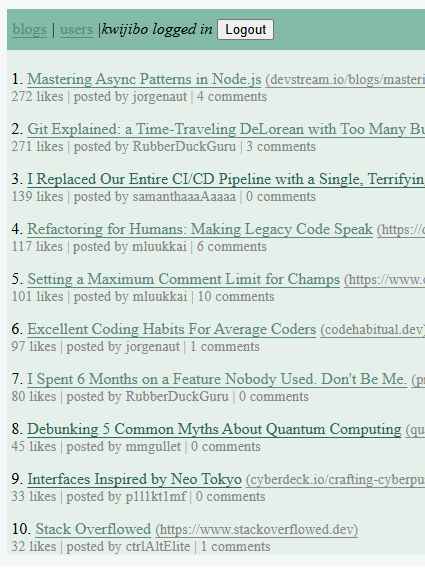 blogs | users |kwijibo logged in Logout
1. Mastering Async Patterns in Node.js (devstream.io/blogs/masteri
272 likes | posted by jorgenaut | 4 comments
2. Git Explained: a Time-Traveling DeLorean with Too Many Bu
271 likes | posted by RubberDuckGuru | 3 comments
3. I Replaced Our Entire CI/CD Pipeline with a Single, Terrifyin
139 likes | posted by samanthaaaAaaaa | 0 comments
4. Refactoring for Humans: Making Legacy Code Speak (https://
117 likes | posted by mluukkai | 6 comments
5. Setting a Maximum Comment Limit for Champs (https://www.
101 likes | posted by mluukkai | 10 comments
6. Excellent Coding Habits For Average Coders (codehabitual.dev
97 likes | posted by jorgenaut | 1 comments
7. I Spent 6 Months on a Feature Nobody Used. Don't Be Me. (p
80 likes | posted by RubberDuckGuru | 0 comments
8. Debunking 5 Common Myths About Quantum Computing (qu
45 likes | posted by mmgullet | 0 comments
9. Interfaces Inspired by Neo Tokyo (cyberdeck.io/crafting-cyberpu
33 likes | posted by p1l1kt1mf | 0 comments
10. Stack Overflowed (https://www.stackoverflowed.dev)
32 likes | posted by ctrlAltElite | 1 comments